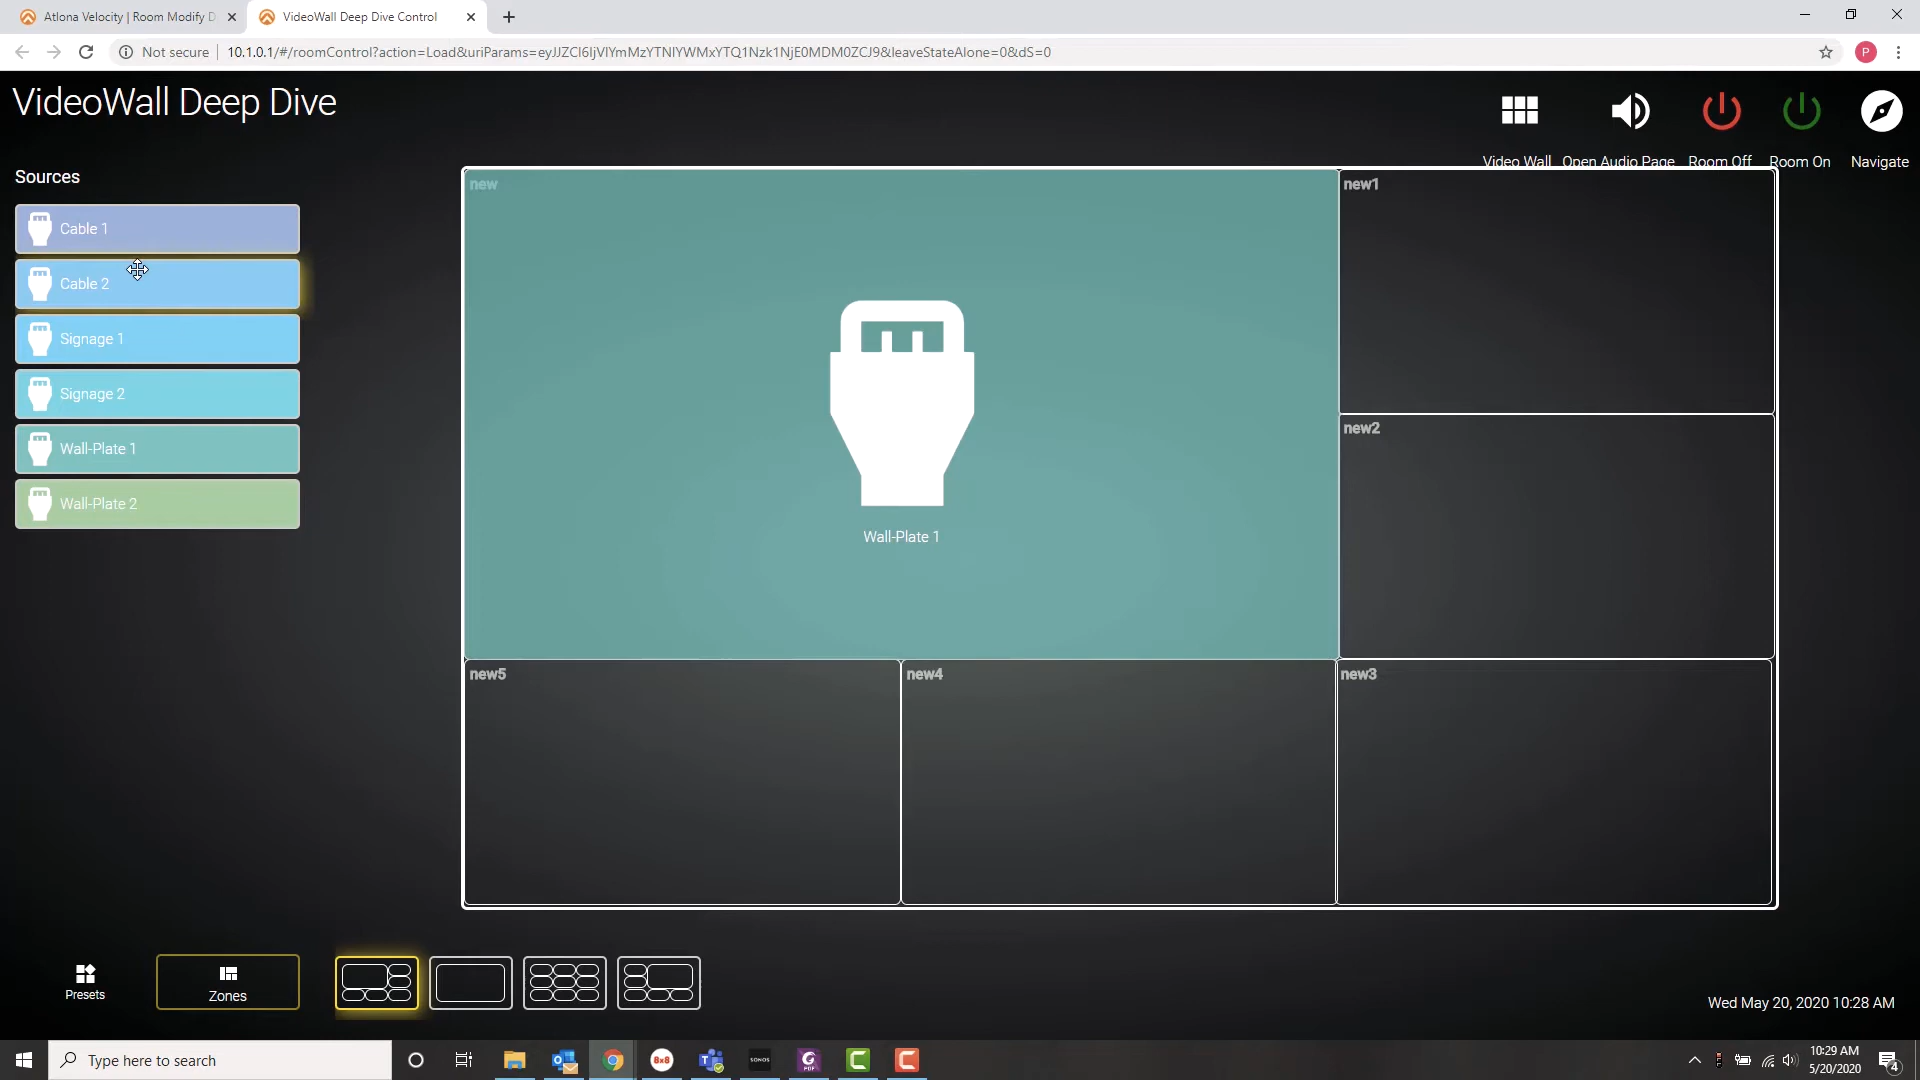 Atlona Velocity | Room Modify D
VideoWall Deep Dive Control
Not secure
10.1.0.1/#/roomControl?action=Load&uriParams=eyJJZCI6IjVlYmMzYTNlYWMxYTQ1Nzk1NjE0MDM0ZCJ9&leaveStateAlone=0&dS=0
P
VideoWall Deep Dive
Video Wall
Open Audio Page
Room Off
Room On
Navigate
Sources
Cable 1
Cable 2
Signage 1
Signage 2
Wall-Plate 1
Wall-Plate 2
new
new1
Wall-Plate 1
new2
new5
new4
new3
Presets
Zones
Wed May 20, 2020 10:28 AM
Type here to search
8x8
SONOS
PDF
10:29 AM
5/20/2020
4